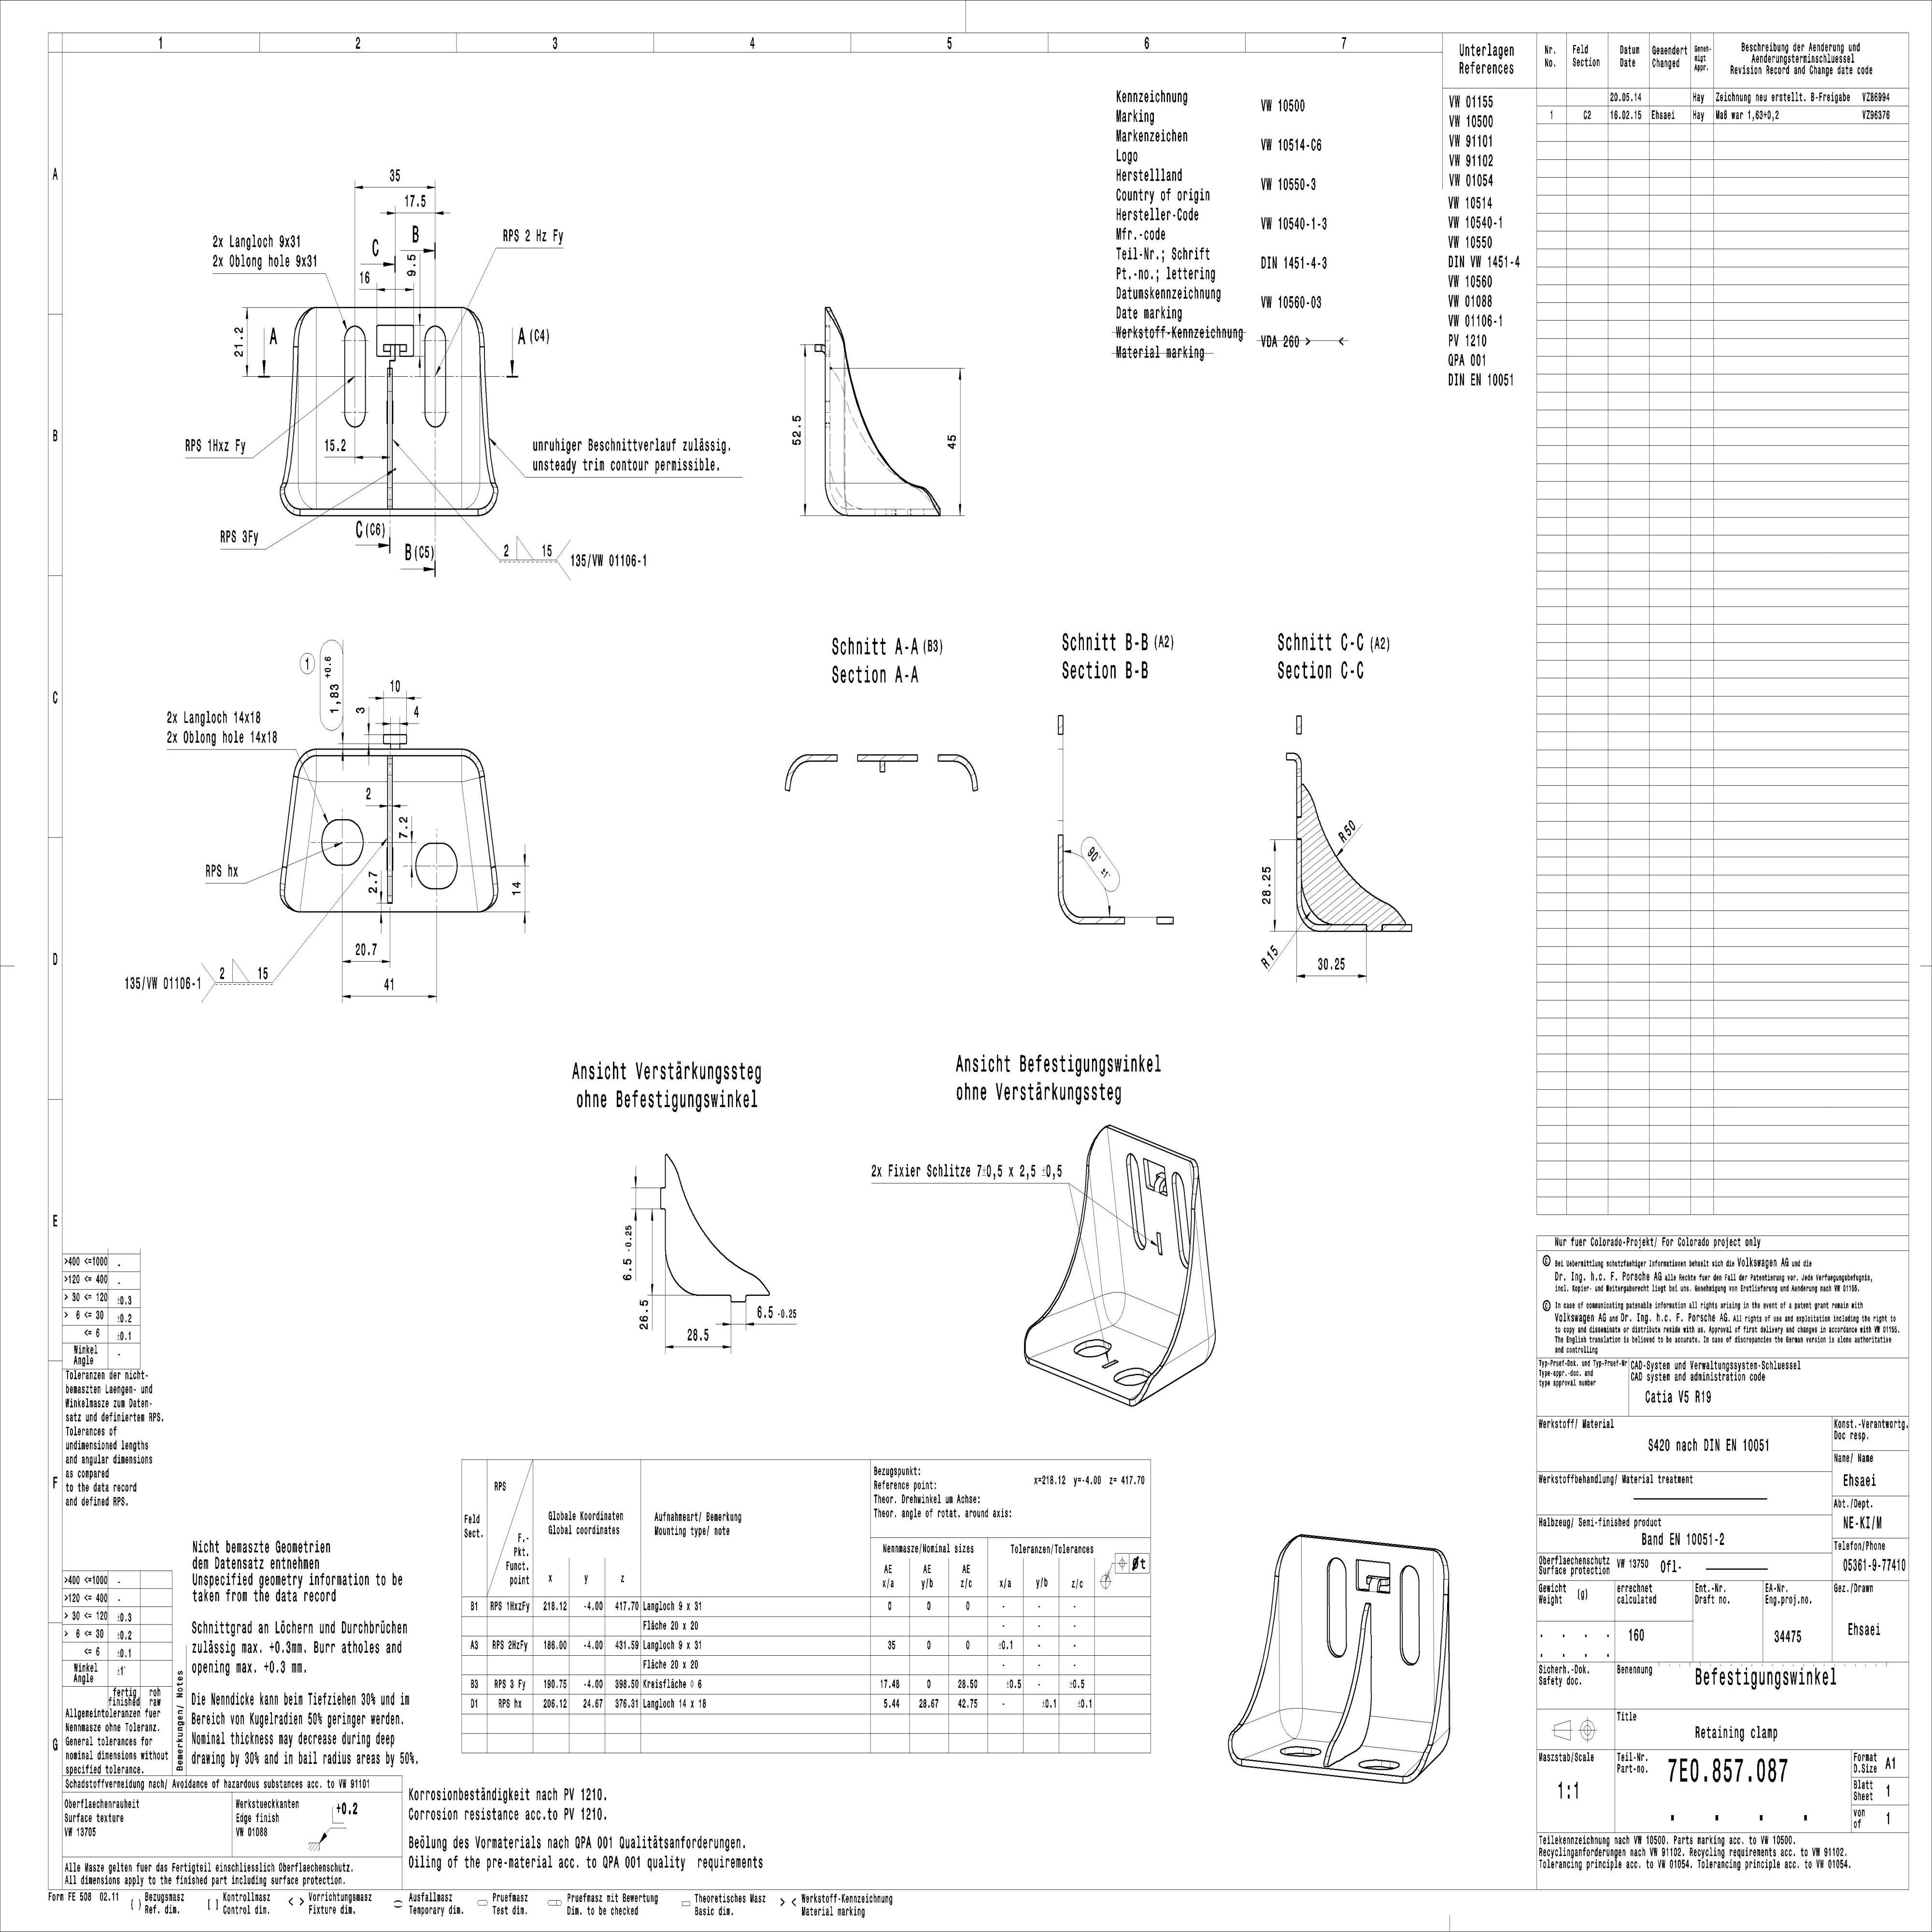 1 2 3 4 5 6 7
A
B
C
D
E
F
G
Unterlagen
References
VW 01155
VW 10500
VW 91101
VW 91102
VW 01054
VW 10514
VW 10540-1
VW 10550
DIN VW 1451-4
VW 10560
VW 01088
VW 01106-1
PV 1210
QPA 001
DIN EN 10051
Nr. Feld Datum Geaendert Geneh-migt Beschreibung der Aenderung und Aenderungsterminschluessel
No. Section Date Changed Appr. Revision Record and Change date code
20.05.14 Hay Zeichnung neu erstellt. B-Freigabe VZ86994
1 C2 16.02.15 Ehsaei Hay Maß war 1,63+0,2 VZ96376
Kennzeichnung
Marking VW 10500
Markenzeichen
Logo VW 10514-C6
Herstellland
Country of origin VW 10550-3
Hersteller-Code
Mfr.-code VW 10540-1-3
Teil-Nr.; Schrift
Pt.-no.; lettering DIN 1451-4-3
Datumskennzeichnung
Date marking VW 10560-03
Werkstoff-Kennzeichnung
Material marking VDA 260 > <
35
17.5
B
C
9.5
16
2x Langloch 9x31
2x Oblong hole 9x31
RPS 2 Hz Fy
21.2
A
A (C4)
RPS 1Hxz Fy
15.2
unruhiger Beschnittverlauf zulässig.
unsteady trim contour permissible.
RPS 3Fy
C (C6)
B (C5)
2 15 135/VW 01106-1
52.5
45
1
1,83 +0.6
10
3
4
2x Langloch 14x18
2x Oblong hole 14x18
2
7.2
RPS hx
2.7
14
20.7
41
135/VW 01106-1 2 15
Schnitt A-A (B3)
Section A-A
Schnitt B-B (A2)
Section B-B
90° ±1°
Schnitt C-C (A2)
Section C-C
R50
28.25
R15
30.25
Ansicht Verstärkungssteg
ohne Befestigungswinkel
6.5 -0.25
26.5
28.5
6.5 -0.25
Ansicht Befestigungswinkel
ohne Verstärkungssteg
2x Fixier Schlitze 7±0,5 x 2,5 ±0,5
>400 <=1000 -
>120 <= 400 -
> 30 <= 120 ±0.3
> 6 <= 30 ±0.2
<= 6 ±0.1
Winkel
Angle -
Toleranzen der nicht-
bemaszten Laengen- und
Winkelmasze zum Daten-
satz und definiertem RPS.
Tolerances of
undimensioned lengths
and angular dimensions
as compared
to the data record
and defined RPS.
>400 <=1000 -
>120 <= 400 -
> 30 <= 120 ±0.3
> 6 <= 30 ±0.2
<= 6 ±0.1
Winkel
Angle ±1°
fertig roh
finished raw
Allgemeintoleranzen fuer
Nennmasze ohne Toleranz.
General tolerances for
nominal dimensions without
specified tolerance.
Bemerkungen/ Notes
Nicht bemaszte Geometrien
dem Datensatz entnehmen
Unspecified geometry information to be
taken from the data record
Schnittgrad an Löchern und Durchbrüchen
zulässig max. +0.3mm. Burr atholes and
opening max. +0.3 mm.
Die Nenndicke kann beim Tiefziehen 30% und im
Bereich von Kugelradien 50% geringer werden.
Nominal thickness may decrease during deep
drawing by 30% and in bail radius areas by 50%.
Schadstoffvermeidung nach/ Avoidance of hazardous substances acc. to VW 91101
Oberflaechenrauheit
Surface texture
VW 13705
Werkstueckkanten
Edge finish
VW 01088
+0.2
Alle Masze gelten fuer das Fertigteil einschliesslich Oberflaechenschutz.
All dimensions apply to the finished part including surface protection.
Korrosionbeständigkeit nach PV 1210.
Corrosion resistance acc.to PV 1210.
Beölung des Vormaterials nach QPA 001 Qualitätsanforderungen.
Oiling of the pre-material acc. to QPA 001 quality requirements
Form FE 508 02.11
( ) Bezugsmasz
Ref. dim.
[ ] Kontrollmasz
Control dim.
< > Vorrichtungsmasz
Fixture dim.
Ausfallmasz
Temporary dim.
Pruefmasz
Test dim.
Pruefmasz mit Bewertung
Dim. to be checked
Theoretisches Masz
Basic dim.
> < Werkstoff-Kennzeichnung
Material marking
Feld
Sect.
RPS
F.-
Pkt.
Funct.
point
Globale Koordinaten
Global coordinates
x y z
Aufnahmeart/ Bemerkung
Mounting type/ note
Bezugspunkt:
Reference point: x=218.12 y=-4.00 z= 417.70
Theor. Drehwinkel um Achse:
Theor. angle of rotat. around axis:
Nennmasze/Nominal sizes Toleranzen/Tolerances
AE AE AE
x/a y/b z/c x/a y/b z/c
Ø t
B1 RPS 1HxzFy 218.12 -4.00 417.70 Langloch 9 x 31 0 0 0 - - -
Fläche 20 x 20 - - -
A3 RPS 2HzFy 186.00 -4.00 431.59 Langloch 9 x 31 35 0 0 ±0.1 - -
Fläche 20 x 20 - - -
B3 RPS 3 Fy 190.75 -4.00 398.50 Kreisfläche 6 17.48 0 28.50 ±0.5 - ±0.5
D1 RPS hx 206.12 24.67 376.31 Langloch 14 x 18 5.44 28.67 42.75 - ±0.1 ±0.1
Nur fuer Colorado-Projekt/ For Colorado project only
© Bei Uebermittlung schutzfaehiger Informationen behaelt sich die Volkswagen AG und die
Dr. Ing. h.c. F. Porsche AG alle Rechte fuer den Fall der Patentierung vor. Jede Verfuegungsbefugnis,
incl. Kopier- und Weitergaberecht liegt bei uns. Genehmigung von Erstlieferung und Aenderung nach VW 01155.
© In case of communicating patenable information all rights arising in the event of a patent grant remain with
Volkswagen AG and Dr. Ing. h.c. F. Porsche AG. All rights of use and exploitation including the right to
to copy and disseminate or distribute reside with us. Approval of first delivery and changes in accordance with VW 01155.
The English translation is believed to be accurate. In case of discrepancies the German version is alone authoritative
and controlling
Typ-Pruef-Dok. und Typ-Pruef-Nr
Type-appr.-doc. and
type approval number
CAD-System und Verwaltungssystem-Schluessel
CAD system and administration code
Catia V5 R19
Werkstoff/ Material
S420 nach DIN EN 10051
Konst.-Verantwortg.
Doc resp.
Name/ Name
Ehsaei
Werkstoffbehandlung/ Material treatment
Abt./Dept.
NE-KI/M
Halbzeug/ Semi-finished product
Band EN 10051-2
Telefon/Phone
05361-9-77410
Oberflaechenschutz VW 13750 Ofl-
Surface protection
Gewicht (g)
Weight
errechnet
calculated
160
Ent.-Nr.
Draft no.
EA-Nr.
Eng.proj.no.
34475
Gez./Drawn
Ehsaei
Sicherh.-Dok.
Safety doc.
Benennung
Befestigungswinkel
Title
Retaining clamp
Maszstab/Scale
1:1
Teil-Nr.
Part-no.
7E0.857.087
Format
D.Size A1
Blatt
Sheet 1
von
of 1
Teilekennzeichnung nach VW 10500. Parts marking acc. to VW 10500.
Recyclinganforderungen nach VW 91102. Recycling requirements acc. to VW 91102.
Tolerancing principle acc. to VW 01054. Tolerancing principle acc. to VW 01054.